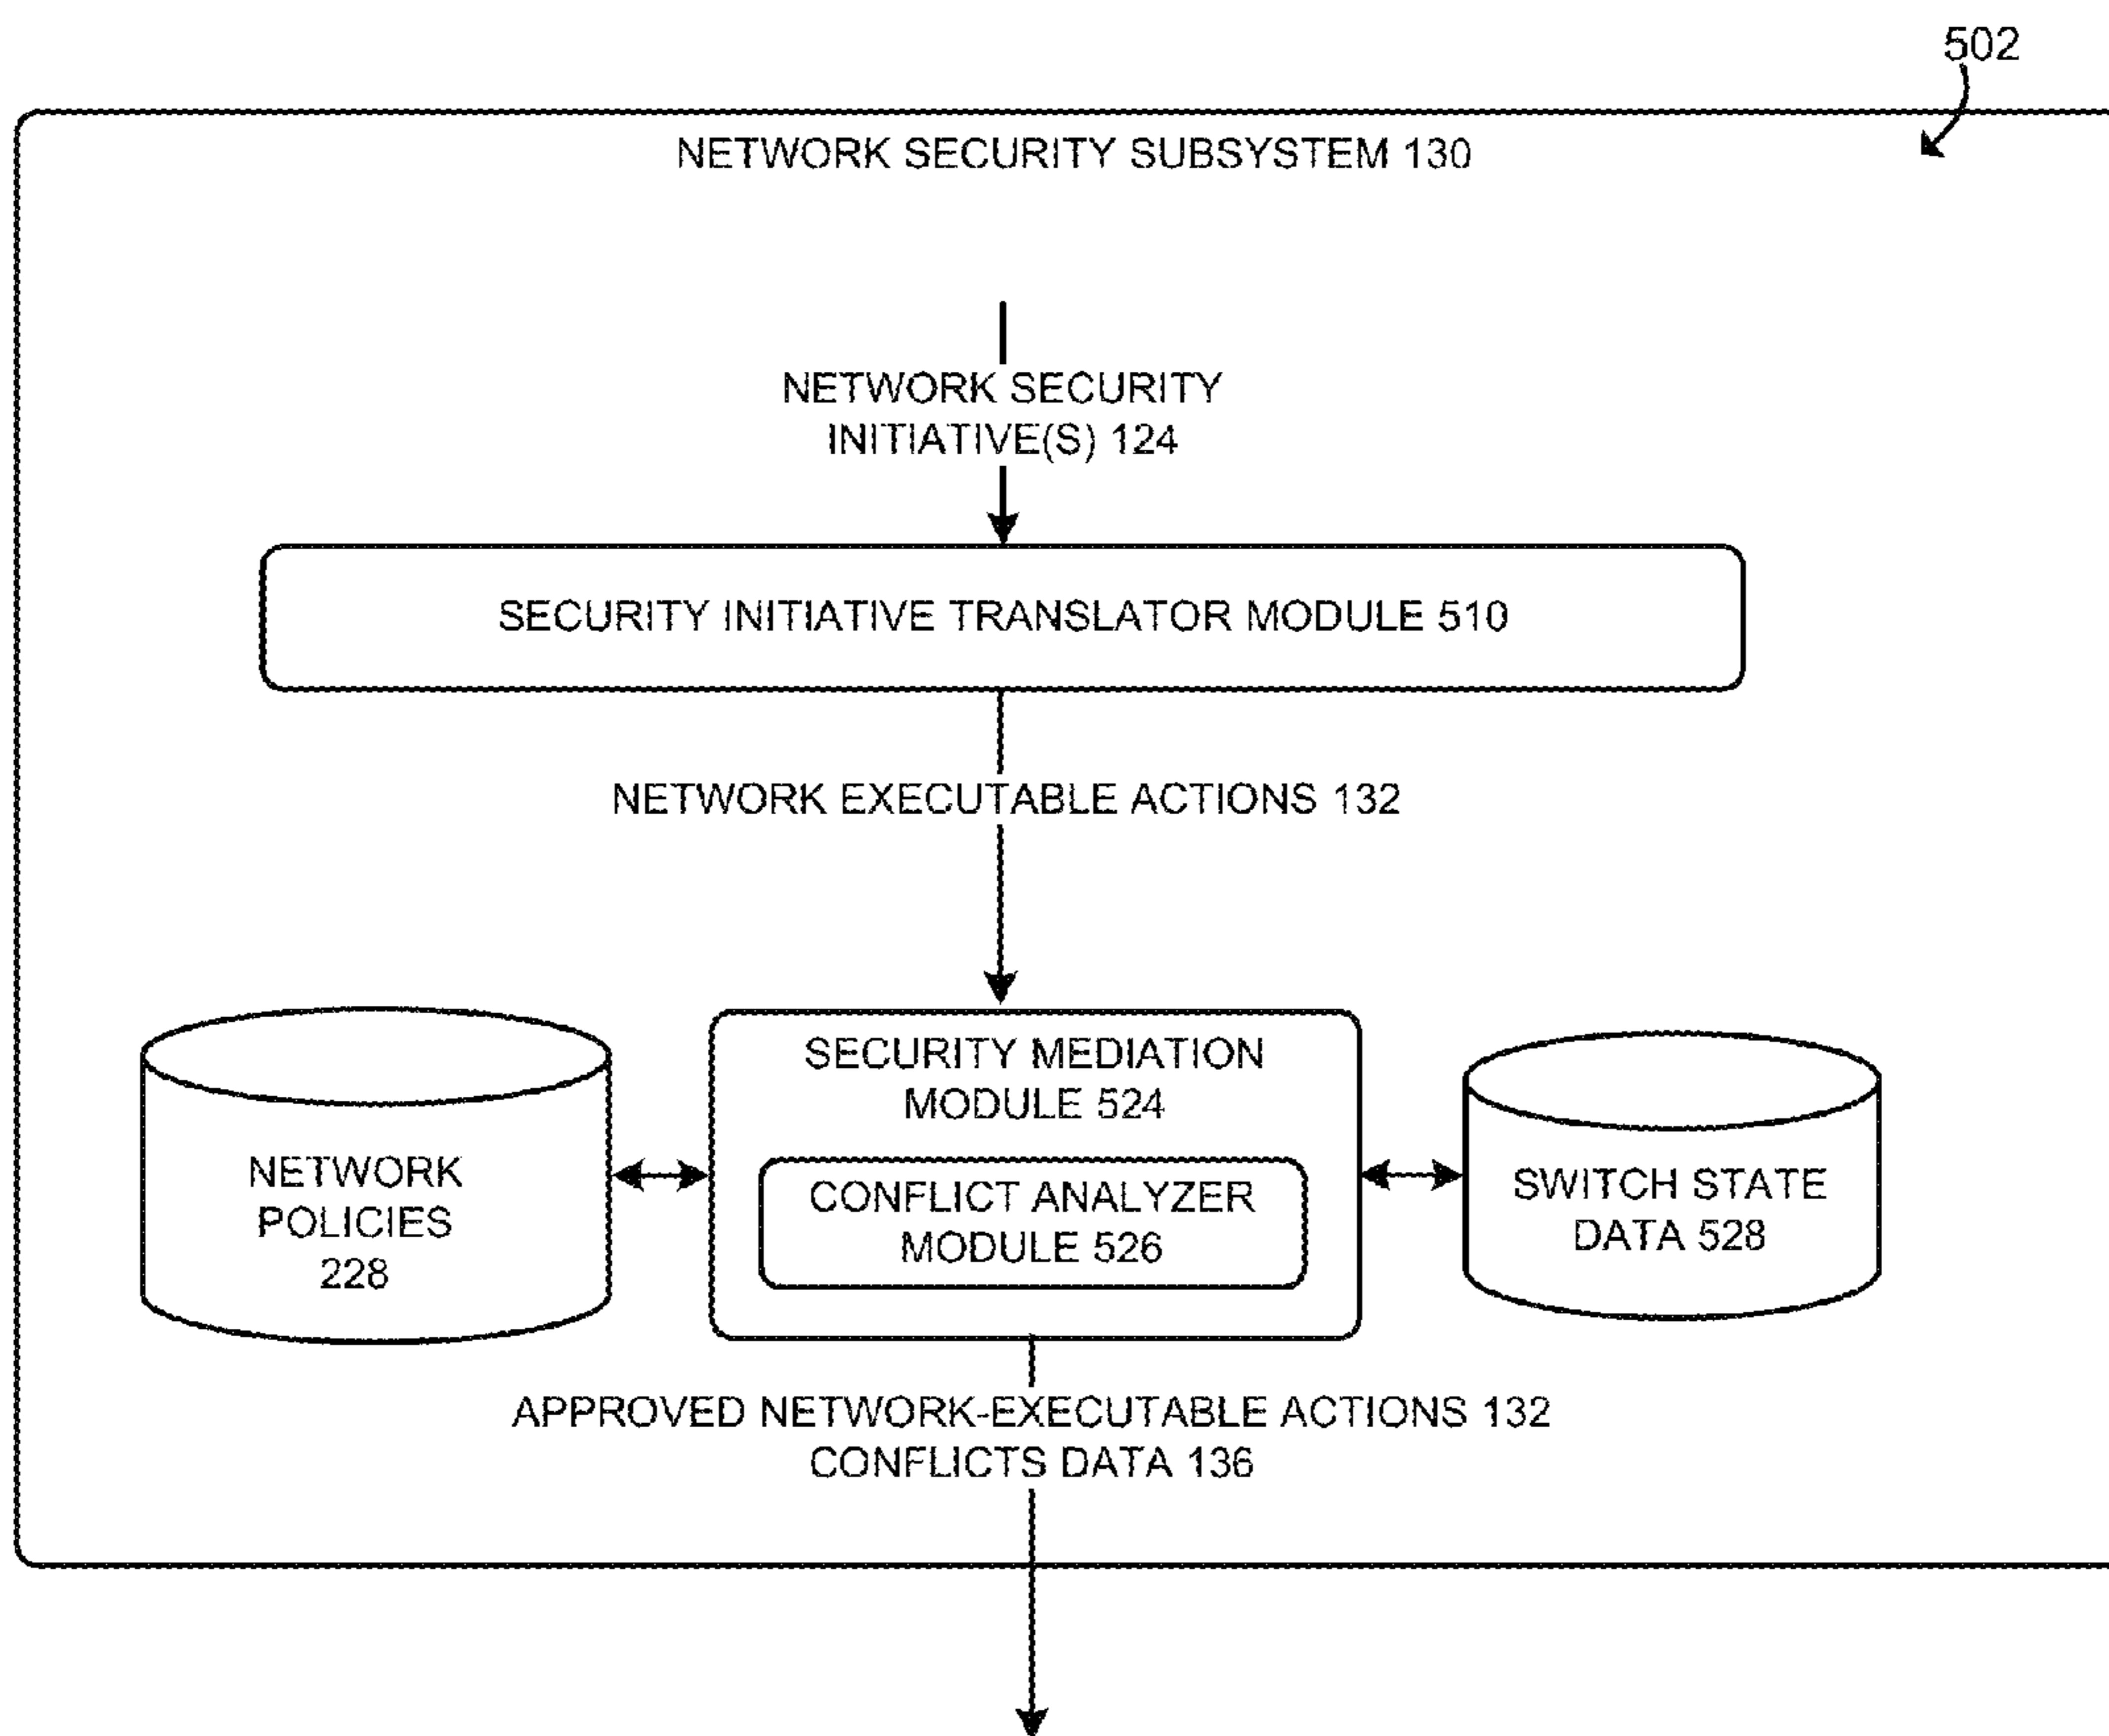 502
NETWORK SECURITY SUBSYSTEM 130
NETWORK SECURITY
INITIATIVE(S) 124
SECURITY INITIATIVE TRANSLATOR MODULE 510
NETWORK EXECUTABLE ACTIONS 132
NETWORK
POLICIES
228
SECURITY MEDIATION
MODULE 524
CONFLICT ANALYZER
MODULE 526
SWITCH STATE
DATA 528
APPROVED NETWORK-EXECUTABLE ACTIONS 132
CONFLICTS DATA 136